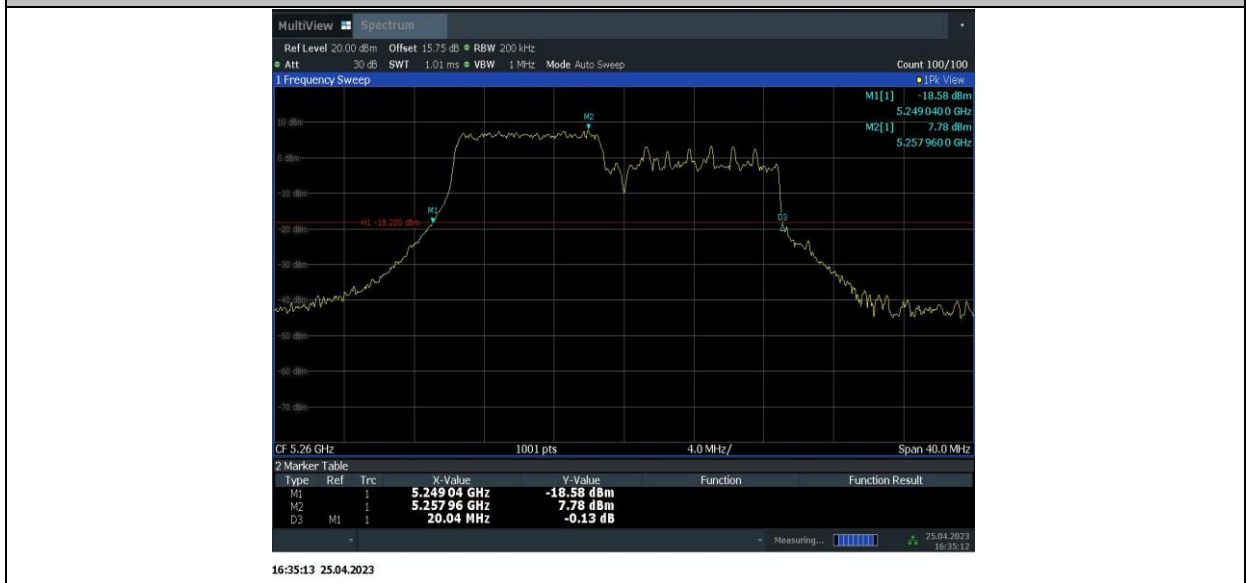 MultiView Spectrum
Ref Level 20.00 dBm Offset 15.75 dB RBW 200 kHz
Att 30 dB SWT 1.01 ms VBW 1 MHz Mode Auto Sweep Count 100/100
1 Frequency Sweep 1Pk View
M1[1] -18.58 dBm
5.249 040 0 GHz
M2[1] 7.78 dBm
5.257 960 0 GHz
M2
10 dBm
0 dBm
-10 dBm
M1
H1 -18.220 dBm
D3
-20 dBm
-30 dBm
-40 dBm
-50 dBm
-60 dBm
-70 dBm
CF 5.26 GHz 1001 pts 4.0 MHz/ Span 40.0 MHz
2 Marker Table
Type Ref Trc X-Value Y-Value Function Function Result
M1 1 5.249 04 GHz -18.58 dBm
M2 1 5.257 96 GHz 7.78 dBm
D3 M1 1 20.04 MHz -0.13 dB
Measuring... 25.04.2023
16:35:12
16:35:13 25.04.2023